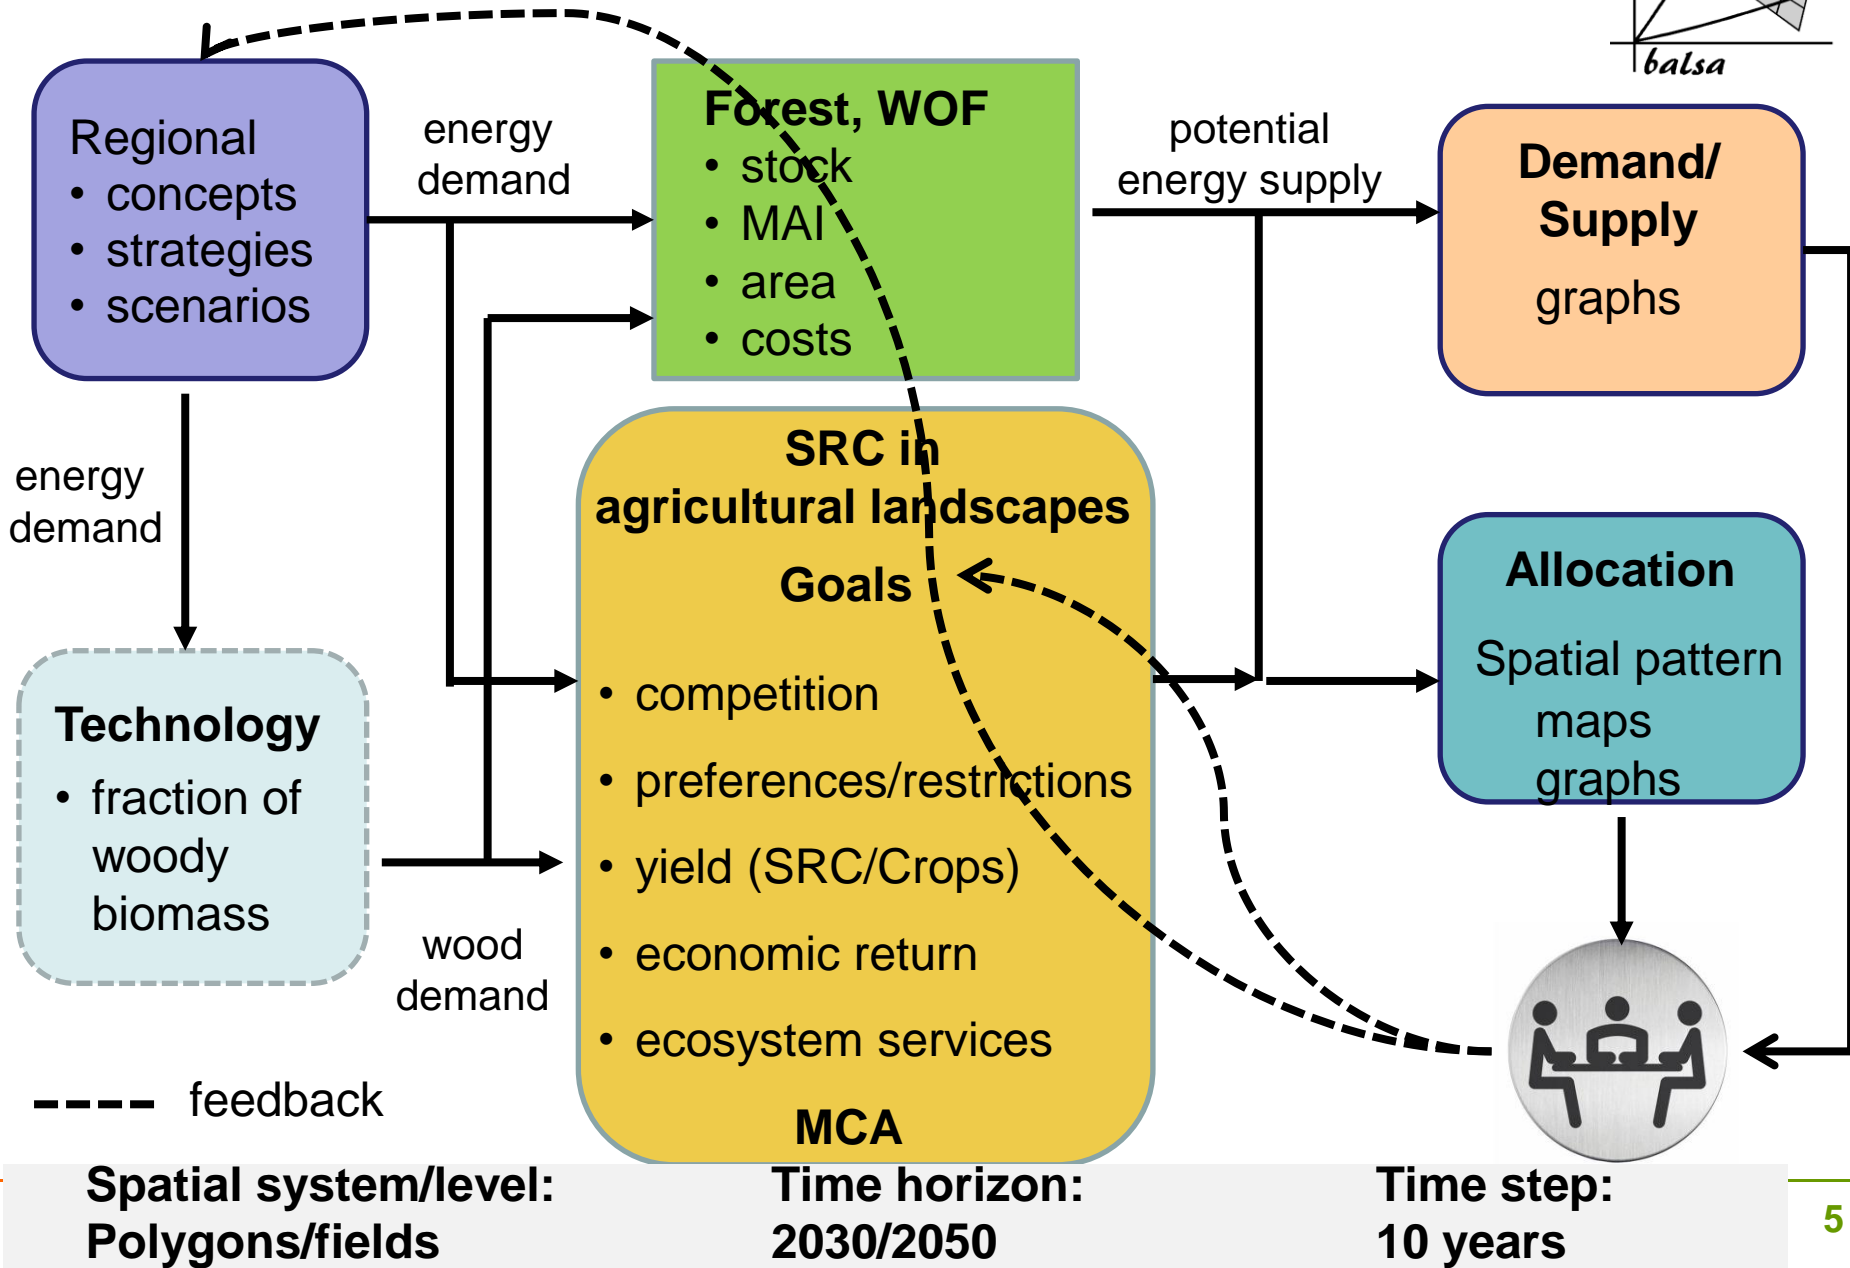 balsa
Regional
• concepts
• strategies
• scenarios
energy
demand
Forest, WOF
• stock
• MAI
• area
• costs
potential
energy supply
Demand/
Supply
graphs
energy
demand
SRC in
agricultural landscapes
Goals
• competition
• preferences/restrictions
• yield (SRC/Crops)
• economic return
• ecosystem services
MCA
Allocation
Spatial pattern
maps
graphs
Technology
• fraction of
woody
biomass
wood
demand
feedback
Spatial system/level:
Polygons/fields
Time horizon:
2030/2050
Time step:
10 years
5